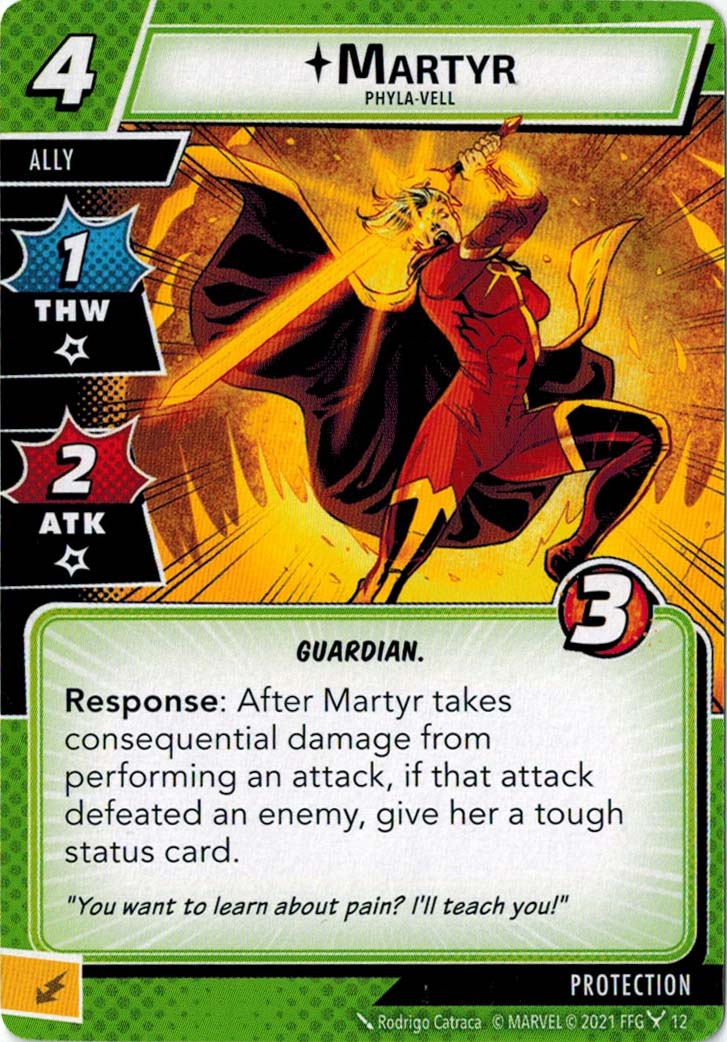 4
MARTYR
PHYLA-VELL
ALLY
1
THW
2
ATK
3
GUARDIAN.
Response: After Martyr takes
consequential damage from
performing an attack, if that attack
defeated an enemy, give her a tough
status card.
"You want to learn about pain? I'll teach you!"
PROTECTION
Rodrigo Catraca © MARVEL © 2021 FFG 12